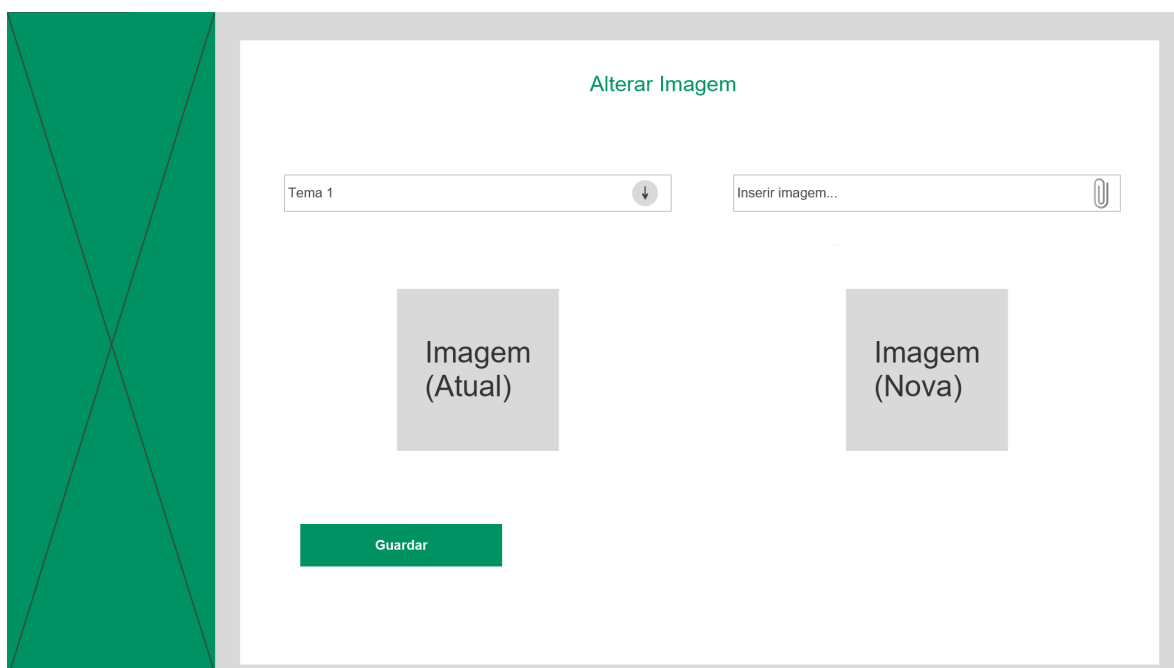 Alterar Imagem
Tema 1
Inserir imagem...
Imagem
(Atual)
Imagem
(Nova)
Guardar